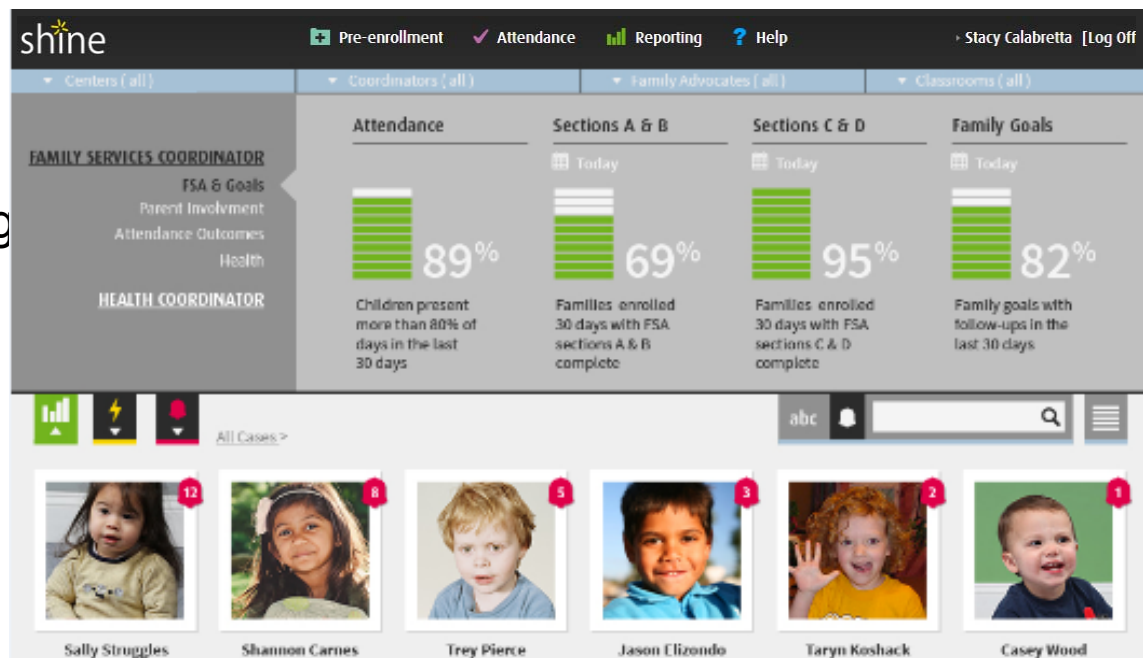 shine
Pre-enrollment Attendance Reporting ? Help Stacy Calabretta [Log Off
Centers ( all ) Coordinators ( all ) Family Advocates ( all ) Classrooms ( all )
FAMILY SERVICES COORDINATOR
FSA & Goals
Parent Involvment
Attendance Outcomes
Health
HEALTH COORDINATOR
g
Attendance
89%
Children present
more than 80% of
days in the last
30 days
Sections A & B
Today
69%
Families enrolled
30 days with FSA
sections A & B
complete
Sections C & D
Today
95%
Families enrolled
30 days with FSA
sections C & D
complete
Family Goals
Today
82%
Family goals with
follow-ups in the
last 30 days
All Cases >
abc
12 8 5 3 2 1
Sally Struggles Shannon Carnes Trey Pierce Jason Elizondo Taryn Koshack Casey Wood